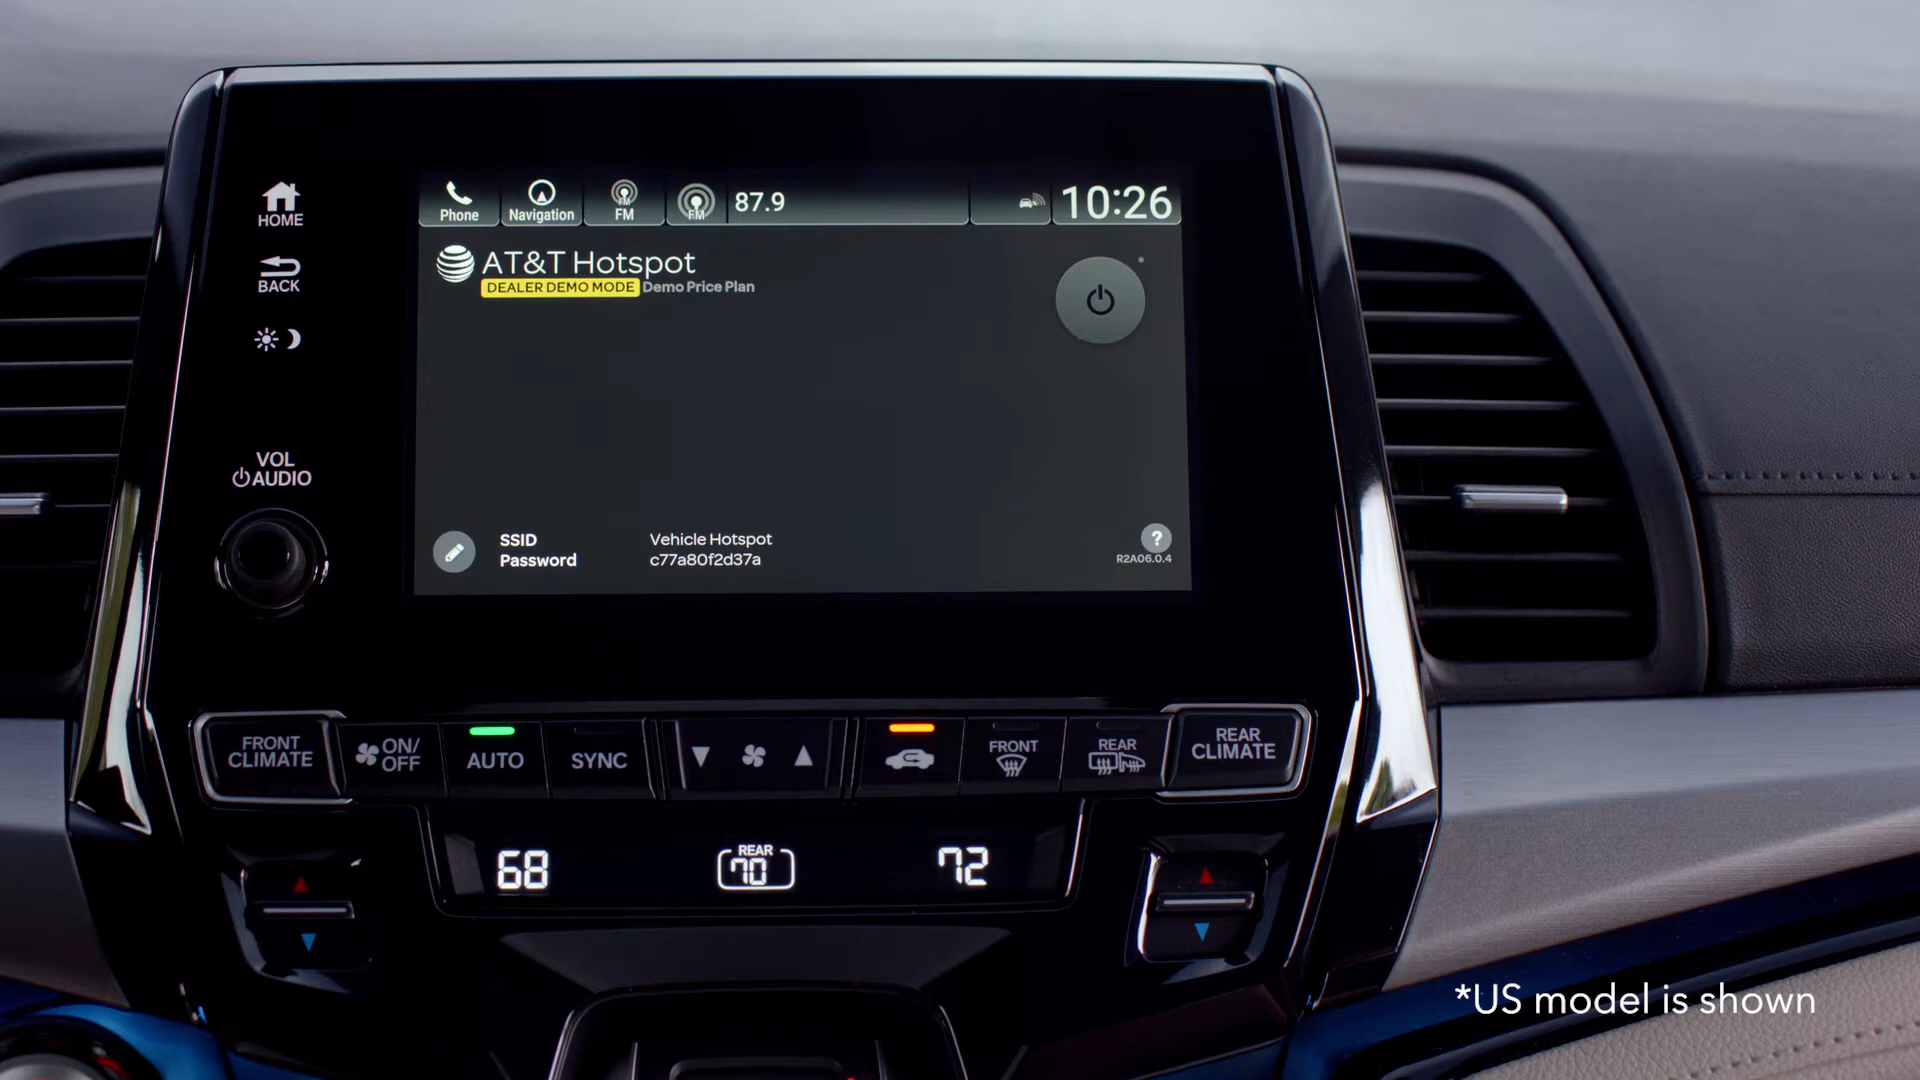 HOME
BACK
VOL
AUDIO
Phone
Navigation
FM
FM
87.9
10:26
AT&T Hotspot
DEALER DEMO MODE Demo Price Plan
SSID Vehicle Hotspot
Password c77a80f2d37a
?
R2A06.0.4
FRONT
CLIMATE
ON/
OFF
AUTO
SYNC
FRONT
REAR
REAR
CLIMATE
68
REAR
70
72
*US model is shown